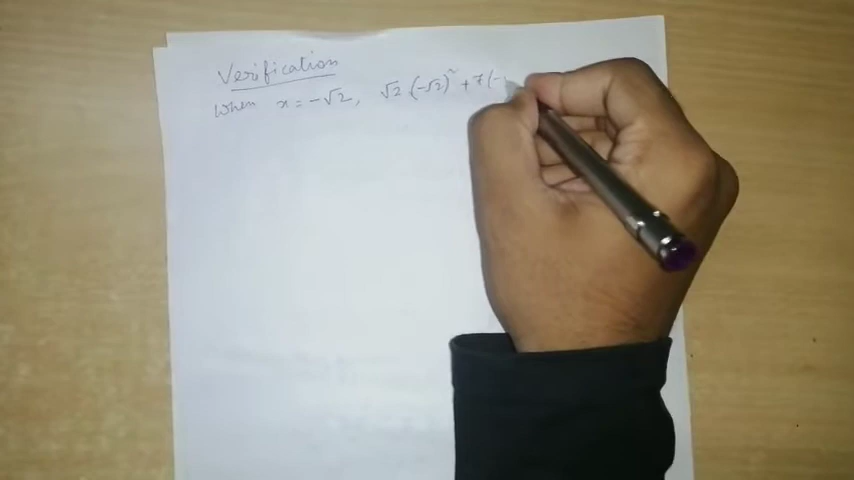 Verification
When x = -√2, √2 (-√2)² + 7 (-